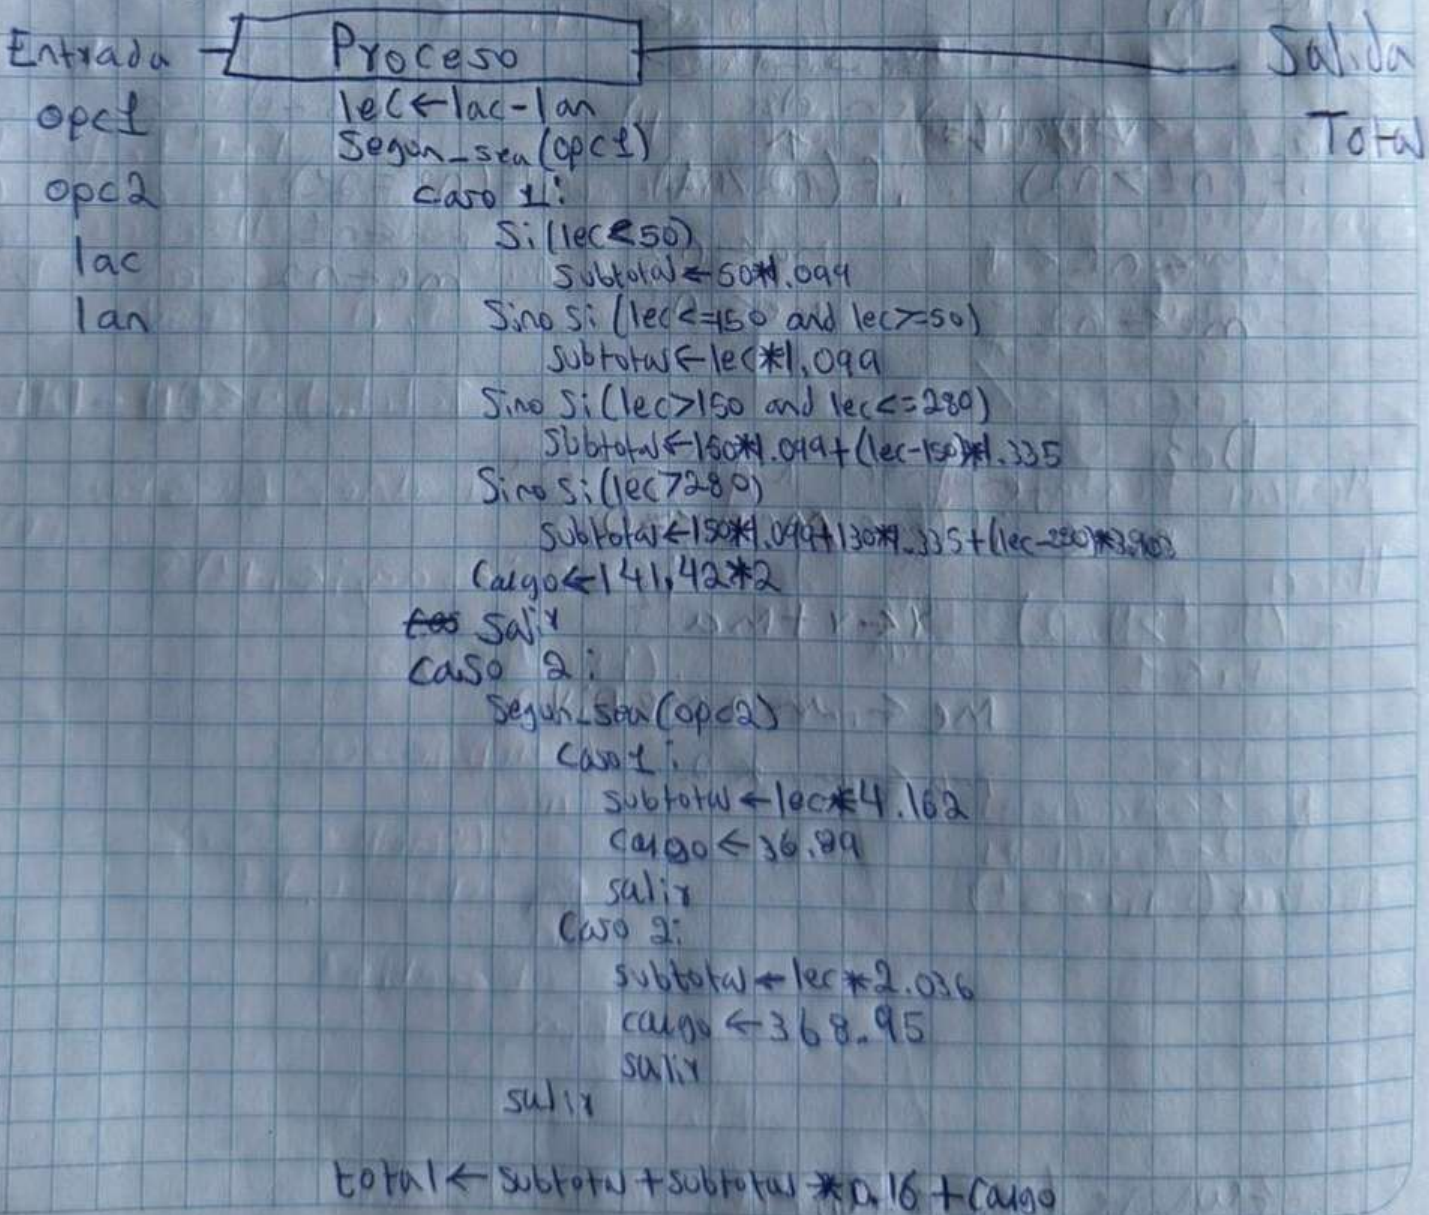 Entrada Proceso Salida
opc1 lec←lac-lan Total
Segun_sea(opc1)
opc2 caso 1:
Si(lec<50)
lac subtotal←50*1.099
lan Sino Si (lec<=150 and lec>=50)
subtotal←lec*1.099
Sino Si(lec>150 and lec<=280)
Subtotal←150*1.099+(lec-150)*1.335
Sino Si(lec>280)
subtotal←150*1.099+130*1.335+(lec-280)*3.903
Cargo←141,42*2
salir
caso 2:
Segun_sea(opc2)
Caso1:
subtotal←lec*4.162
cargo←36.89
salir
Caso 2:
subtotal←lec*2.036
cargo←368.95
salir
salir
total←subtotal+subtotal*0.16+Cargo